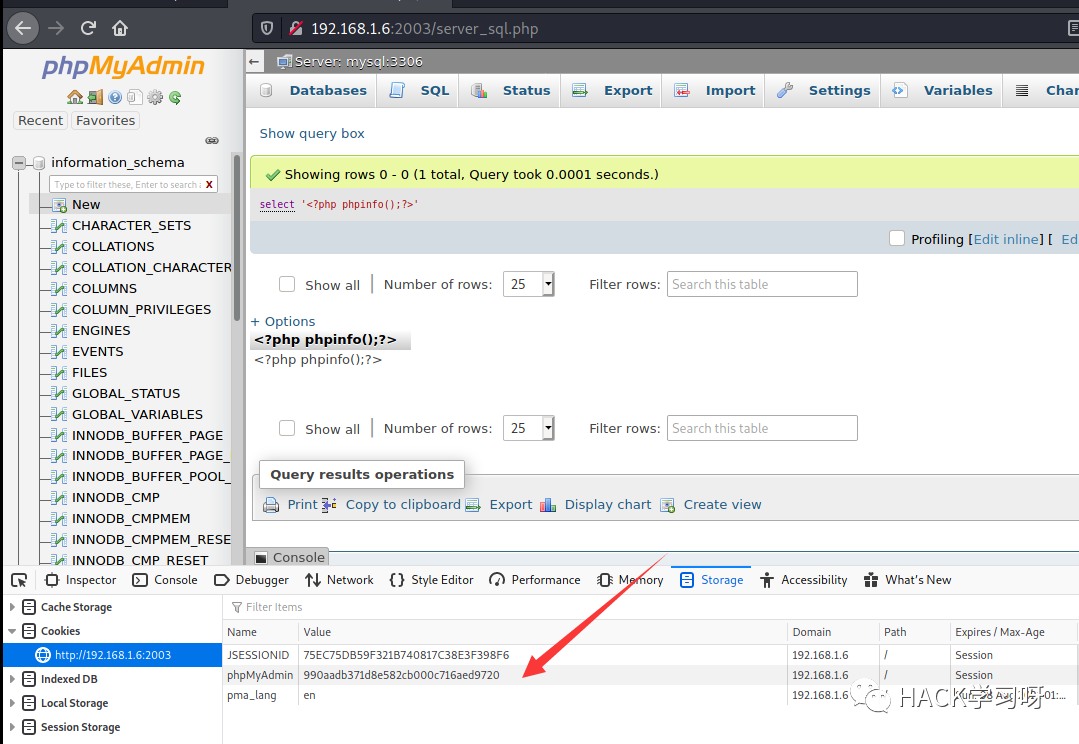 192.168.1.6:2003/server_sql.php
phpMyAdmin
Recent Favorites
information_schema
Type to filter these, Enter to search a X
New
CHARACTER_SETS
COLLATIONS
COLLATION_CHARACTER
COLUMNS
COLUMN_PRIVILEGES
ENGINES
EVENTS
FILES
GLOBAL_STATUS
GLOBAL_VARIABLES
INNODB_BUFFER_PAGE
INNODB_BUFFER_PAGE_
INNODB_BUFFER_POOL_
INNODB_CMP
INNODB_CMPMEM
INNODB_CMPMEM_RESE
INNODB_CMP_RESET
Server: mysql:3306
Databases SQL Status Export Import Settings Variables Char
Show query box
Showing rows 0 - 0 (1 total, Query took 0.0001 seconds.)
select '<?php phpinfo();?>'
Profiling [Edit inline] [ Ed
Show all Number of rows: 25 Filter rows: Search this table
+ Options
<?php phpinfo();?>
<?php phpinfo();?>
Show all Number of rows: 25 Filter rows: Search this table
Query results operations
Print Copy to clipboard Export Display chart Create view
Console
Inspector Console Debugger Network Style Editor Performance Memory Storage Accessibility What's New
Cache Storage
Cookies
http://192.168.1.6:2003
Indexed DB
Local Storage
Session Storage
Filter Items
Name Value Domain Path Expires / Max-Age
JSESSIONID 75EC75DB59F321B740817C38E3F398F6 192.168.1.6 / Session
phpMyAdmin 990aadb371d8e582cb000c716aed9720 192.168.1.6 / Session
pma_lang en 192.168.1.6
HACK学习呀